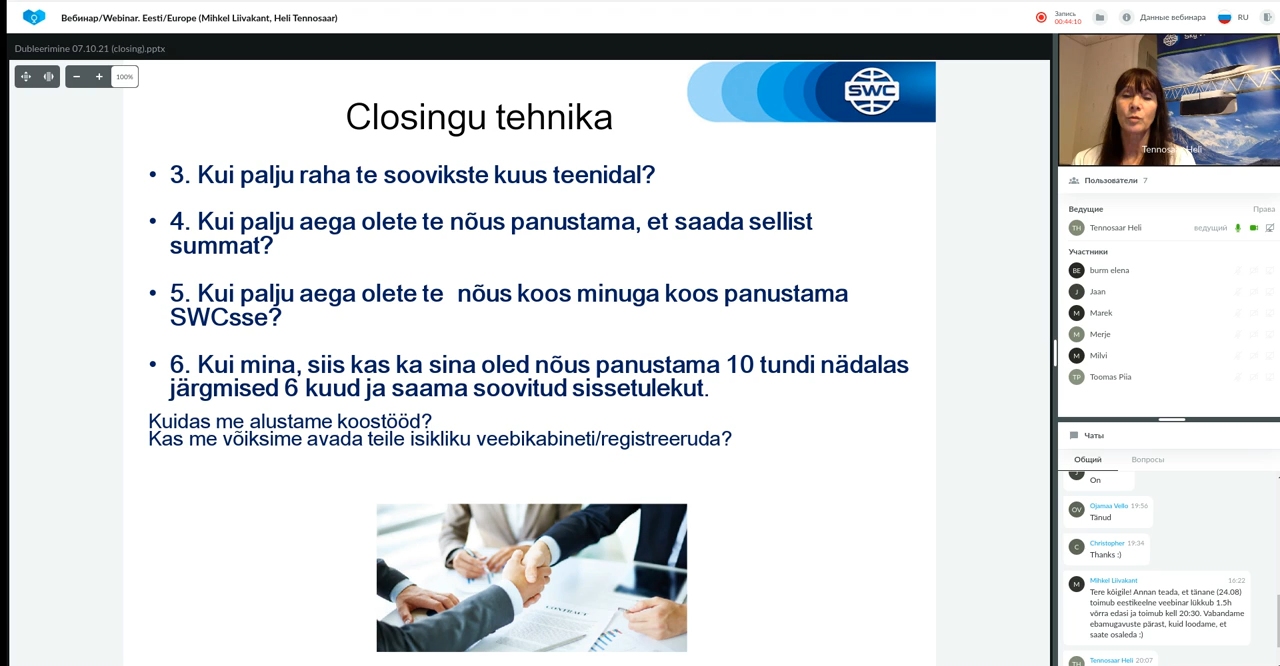 Вебинар/Webinar. Eesti/Europe (Mihkel Liivakant, Heli Tennosaar)
Запись
00:44:10
Данные вебинара
RU
Dubleerimine 07.10.21 (closing).pptx
100%
SWC
Closingu tehnika
• 3. Kui palju raha te soovikste kuus teenidal?
• 4. Kui palju aega olete te nõus panustama, et saada sellist
summat?
• 5. Kui palju aega olete te nõus koos minuga koos panustama
SWCsse?
• 6. Kui mina, siis kas ka sina oled nõus panustama 10 tundi nädalas
järgmised 6 kuud ja saama soovitud sissetulekut.
Kuidas me alustame koostööd?
Kas me võiksime avada teile isikliku veebikabineti/registreeruda?
CONTRACT
Tennosaar Heli
Пользователи 7
Ведущие
Права
TH Tennosaar Heli
ведущий
Участники
BE burm elena
J Jaan
M Marek
M Merje
M Milvi
TP Toomas Piia
Чаты
Общий
Вопросы
On
OV Ojamaa Vella 19:56
Tänud
C Christopher 19:34
Thanks :)
M Mihkel Liivakant 16:22
Tere kõigile! Annan teada, et tänane (24.08)
toimub eestikeelne veebinar lükkub 1.5h
võrra edasi ja toimub kell 20:30. Vabandame
ebamugavuste pärast, kuid loodame, et
saate osaleda :)
TH Tennosaar Heli 20:07